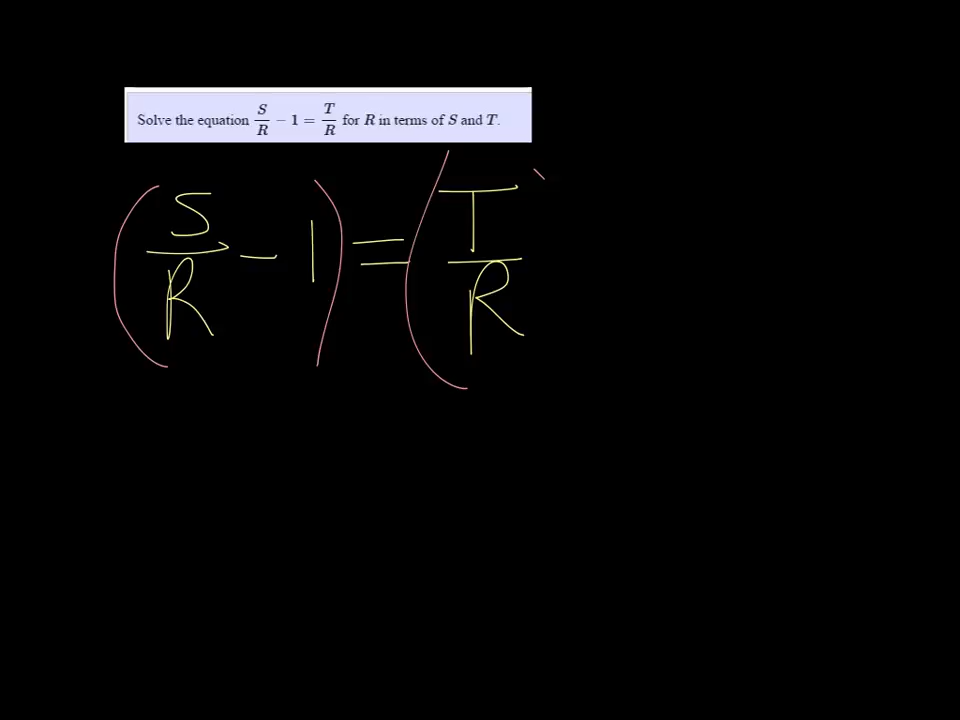 Solve the equation S/R − 1 = T/R for R in terms of S and T.
(S/R − 1) = (T/R